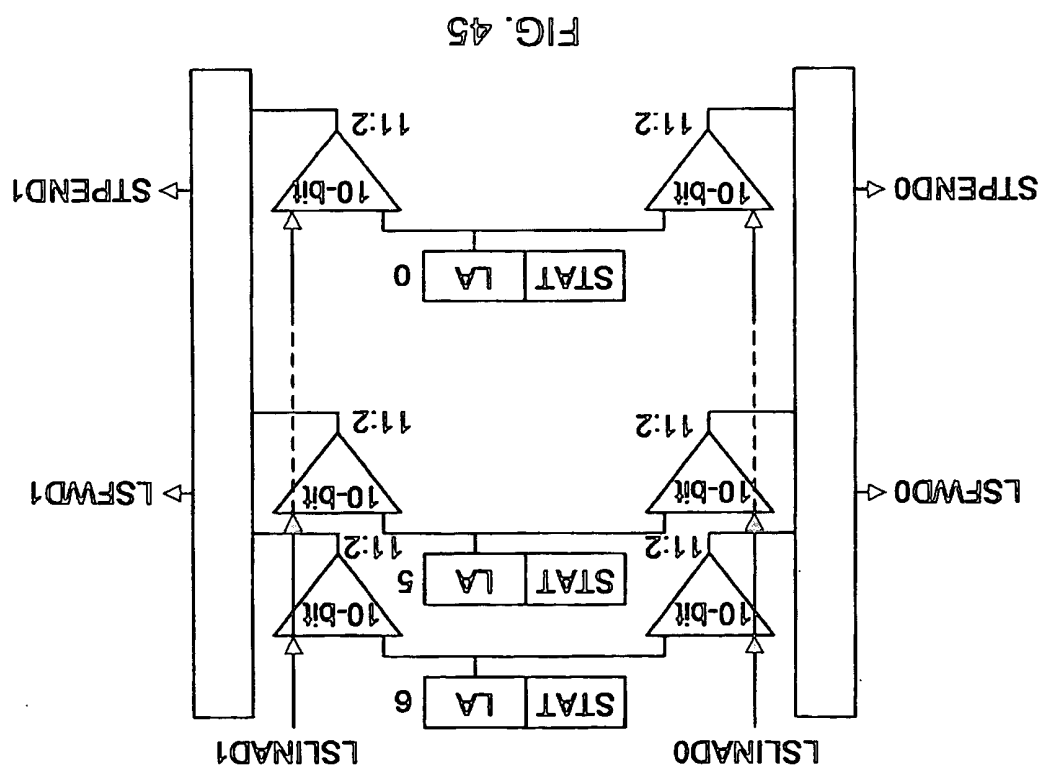 LSLINAD0 LSLINAD1
STAT LA 6
10-bit 10-bit
11:2 11:2
STAT LA 5
LSFWD0 10-bit 10-bit LSFWD1
11:2 11:2
STAT LA 0
STPEND0 10-bit 10-bit STPEND1
11:2 11:2
FIG. 45